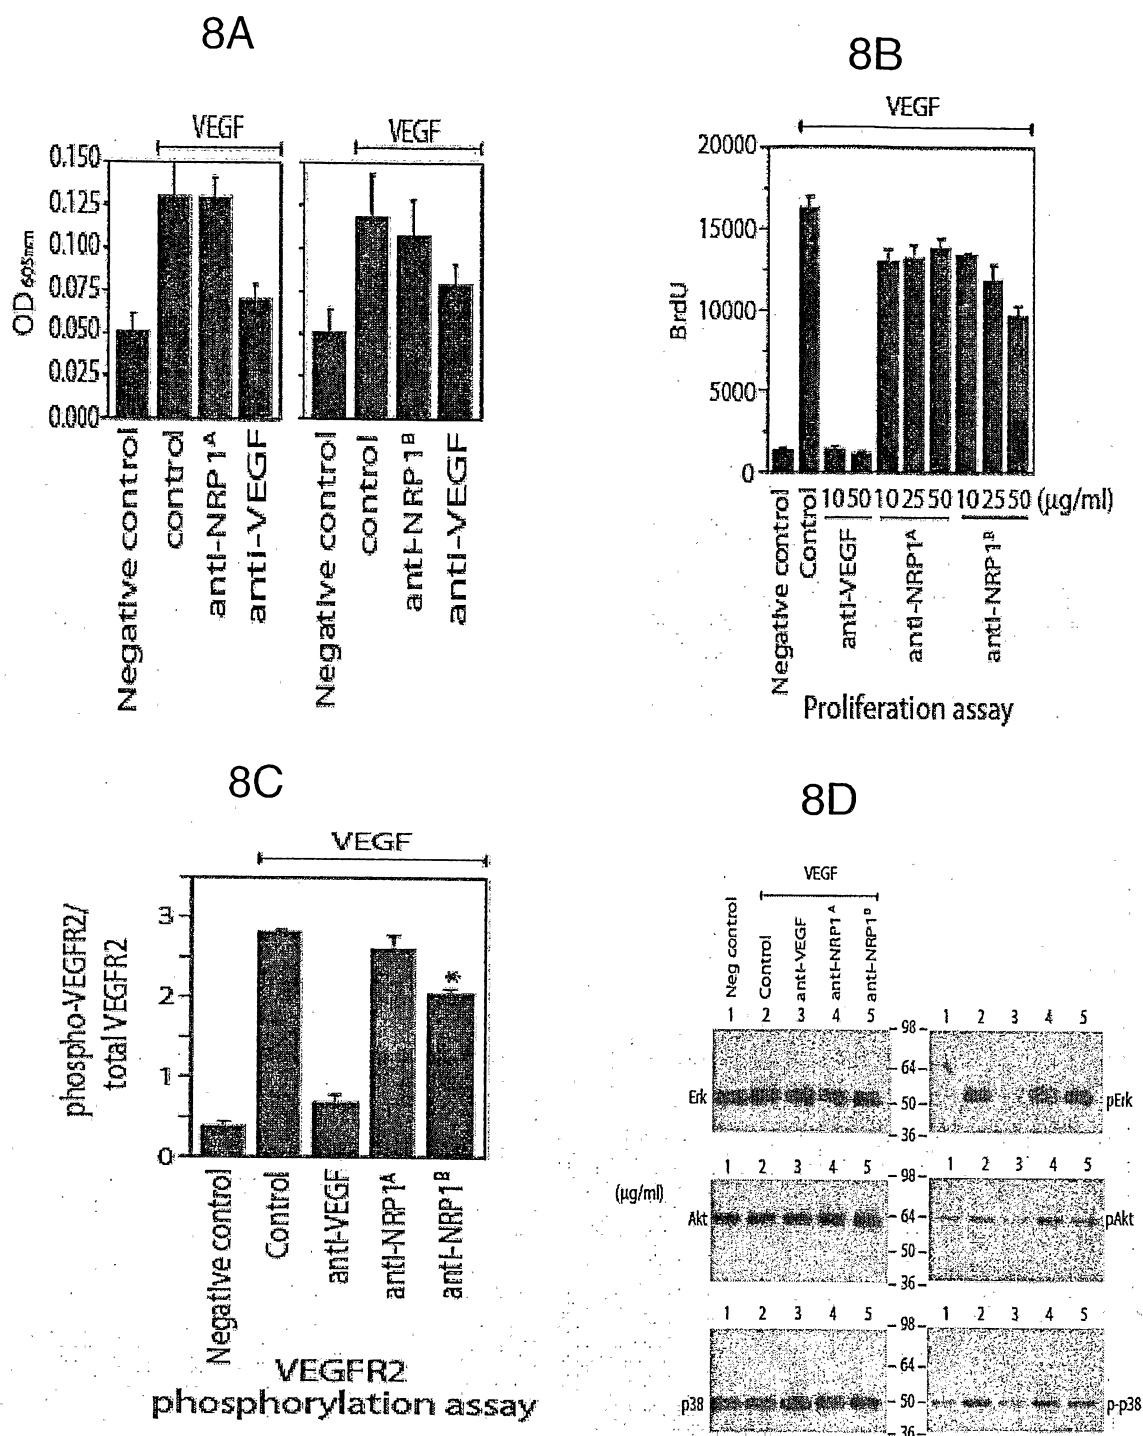 8A
VEGF
VEGF
0.150
0.125
0.100
0.075
0.050
0.025
0.000
OD 605mm
Negative control
control
anti-NRP1A
anti-VEGF
Negative control
control
anti-NRP1B
anti-VEGF
8B
VEGF
20000
15000
10000
5000
0
BrdU
10 50 10 25 50 10 25 50 (µg/ml)
Negative control
Control
anti-VEGF
anti-NRP1A
anti-NRP1B
Proliferation assay
8C
VEGF
3
2
1
0
phospho-VEGFR2/
total VEGFR2
*
Negative control
Control
anti-VEGF
anti-NRP1A
anti-NRP1B
VEGFR2
phosphorylation assay
8D
VEGF
Neg control
Control
anti-VEGF
anti-NRP1A
anti-NRP1B
1 2 3 4 5 98 1 2 3 4 5
64
Erk 50 pErk
36
1 2 3 4 5 98 1 2 3 4 5
(µg/ml)
Akt 64 pAkt
50
36
1 2 3 4 5 98 1 2 3 4 5
64
p38 50 p-p38
36